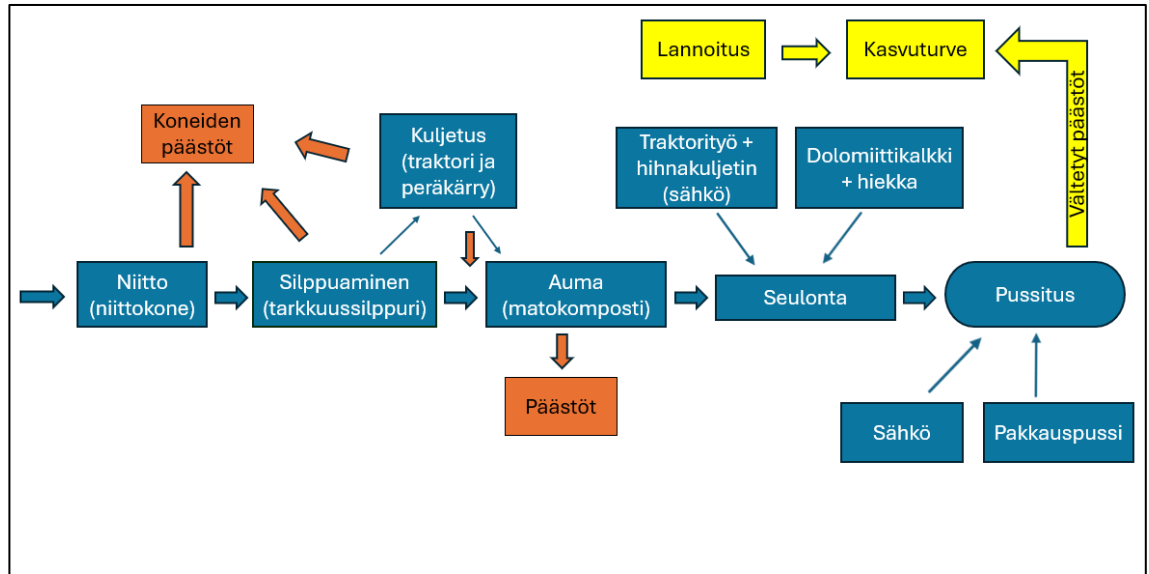 Lannoitus
Kasvuturve
Vältetyt päästöt
Koneiden
päästöt
Kuljetus
(traktori ja
peräkärry)
Traktorityö +
hihnakuljetin
(sähkö)
Dolomiittikalkki
+ hiekka
Niitto
(niittokone)
Silppuaminen
(tarkkuussilppuri)
Auma
(matokomposti)
Seulonta
Pussitus
Päästöt
Sähkö
Pakkauspussi